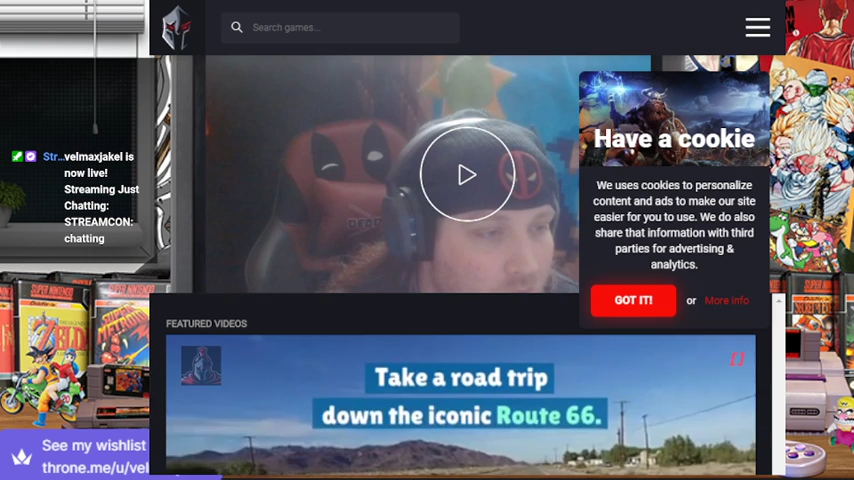 Search games...
Have a cookie
We uses cookies to personalize
content and ads to make our site
easier for you to use. We do also
share that information with third
parties for advertising &
analytics.
GOT IT!
or
More info
Str...velmaxjakel is
now live!
Streaming Just
Chatting:
STREAMCON:
chatting
FEATURED VIDEOS
Take a road trip
down the iconic Route 66.
See my wishlist
throne.me/u/vel